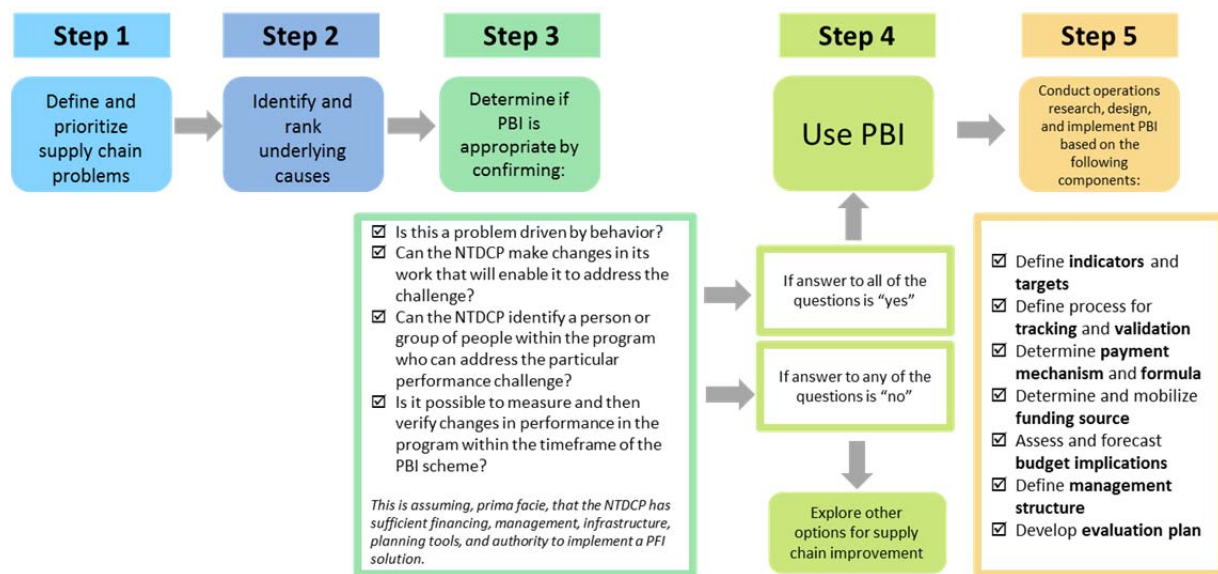 Step 1
Step 2
Step 3
Step 4
Step 5
Define and
prioritize
supply chain
problems
Identify and
rank
underlying
causes
Determine if
PBI is
appropriate by
confirming:
Use PBI
Conduct operations
research, design,
and implement PBI
based on the
following
components:
☑ Is this a problem driven by behavior?
☑ Can the NTDCP make changes in its
work that will enable it to address the
challenge?
☑ Can the NTDCP identify a person or
group of people within the program
who can address the particular
performance challenge?
☑ Is it possible to measure and then
verify changes in performance in the
program within the timeframe of the
PBI scheme?
This is assuming, prima facie, that the NTDCP has
sufficient financing, management, infrastructure,
planning tools, and authority to implement a PFI
solution.
If answer to all of the
questions is “yes”
If answer to any of the
questions is “no”
Explore other
options for supply
chain improvement
☑ Define indicators and
targets
☑ Define process for
tracking and validation
☑ Determine payment
mechanism and formula
☑ Determine and mobilize
funding source
☑ Assess and forecast
budget implications
☑ Define management
structure
☑ Develop evaluation plan